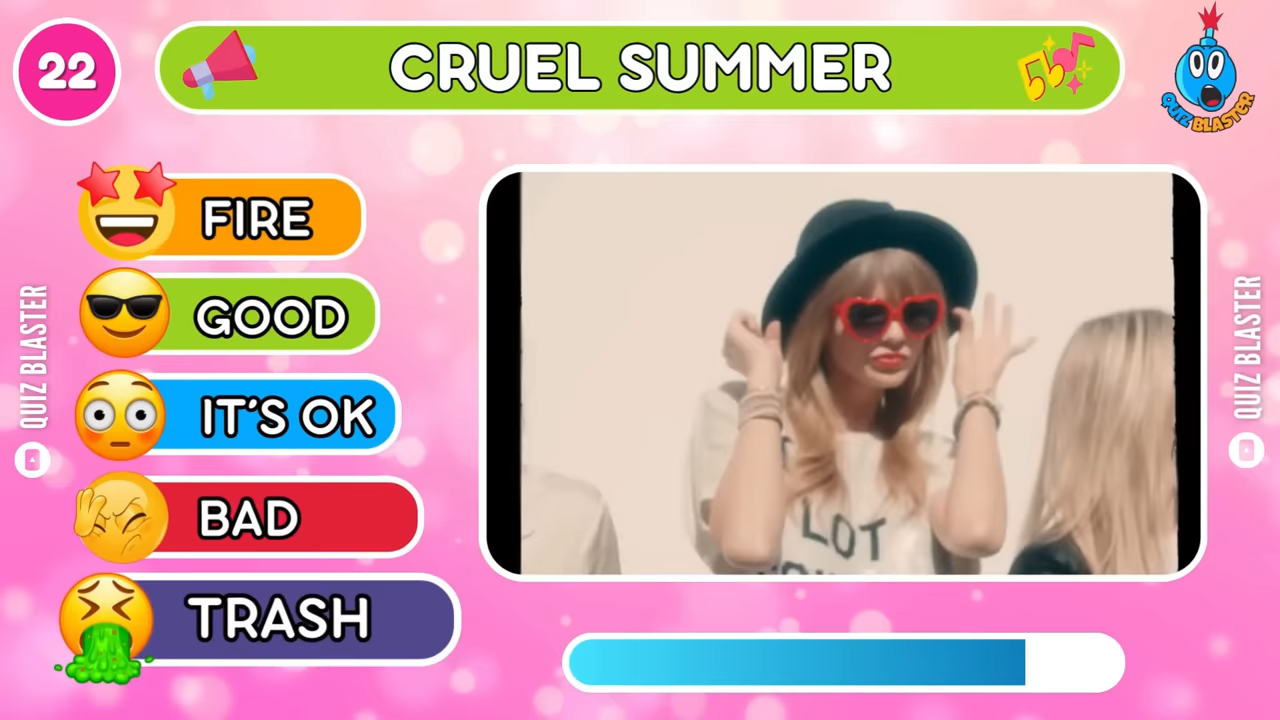 22
CRUEL SUMMER
QUIZ BLASTER
FIRE
GOOD
IT'S OK
BAD
TRASH
LOT
QUIZ BLASTER
QUIZ BLASTER